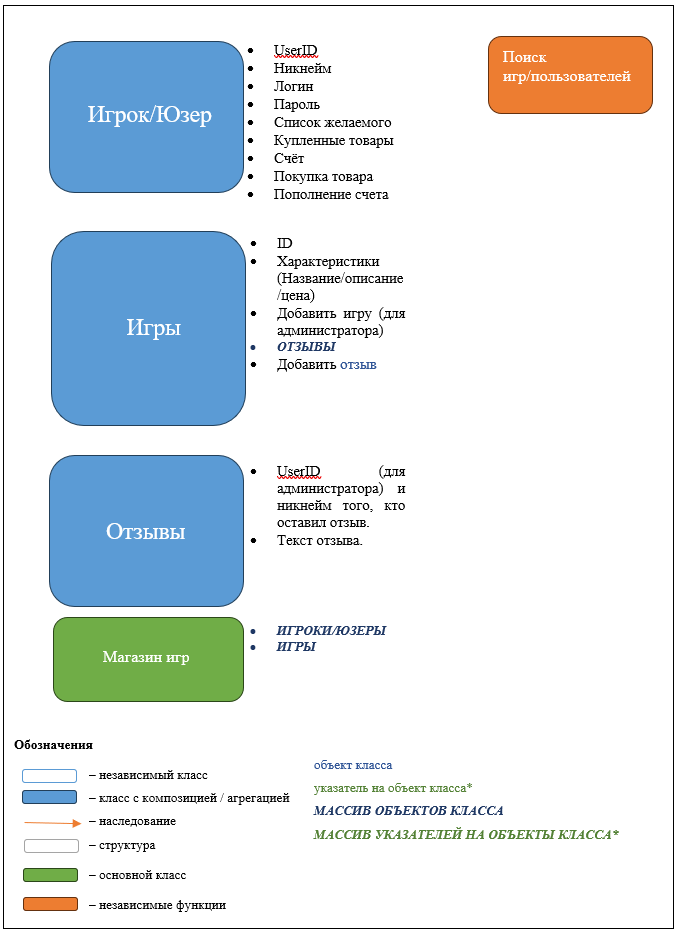 Игрок/Юзер
UserID
Никнейм
Логин
Пароль
Список желаемого
Купленные товары
Счёт
Покупка товара
Пополнение счета
Поиск
игр/пользователей
Игры
ID
Характеристики
(Название/описание
/цена)
Добавить игру (для
администратора)
ОТЗЫВЫ
Добавить отзыв
Отзывы
UserID (для
администратора) и
никнейм того, кто
оставил отзыв.
Текст отзыва.
Магазин игр
ИГРОКИ/ЮЗЕРЫ
ИГРЫ
Обозначения
– независимый класс
– класс с композицией / агрегацией
– наследование
– структура
– основной класс
– независимые функции
объект класса
указатель на объект класса*
МАССИВ ОБЪЕКТОВ КЛАССА
МАССИВ УКАЗАТЕЛЕЙ НА ОБЪЕКТЫ КЛАССА*